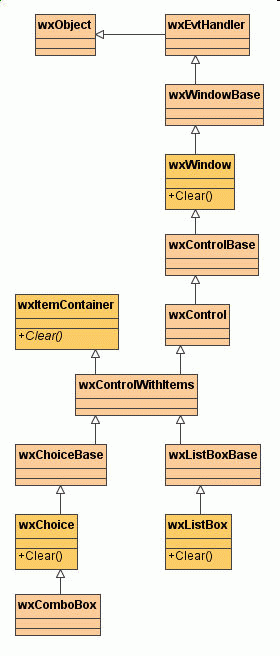 wxObject
wxEvtHandler
wxWindowBase
wxWindow
+Clear()
wxControlBase
wxItemContainer
+Clear()
wxControl
wxControlWithItems
wxChoiceBase
wxListBoxBase
wxChoice
+Clear()
wxListBox
+Clear()
wxComboBox